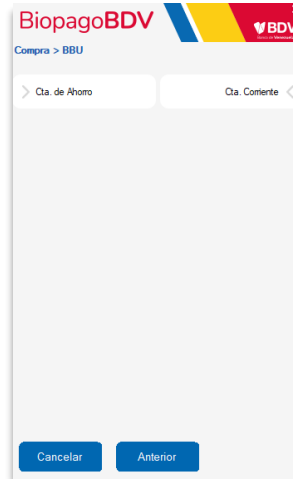 BiopagoBDV
BDV
Compra > BBU
Cta. de Ahorro
Cta. Corriente
Cancelar
Anterior